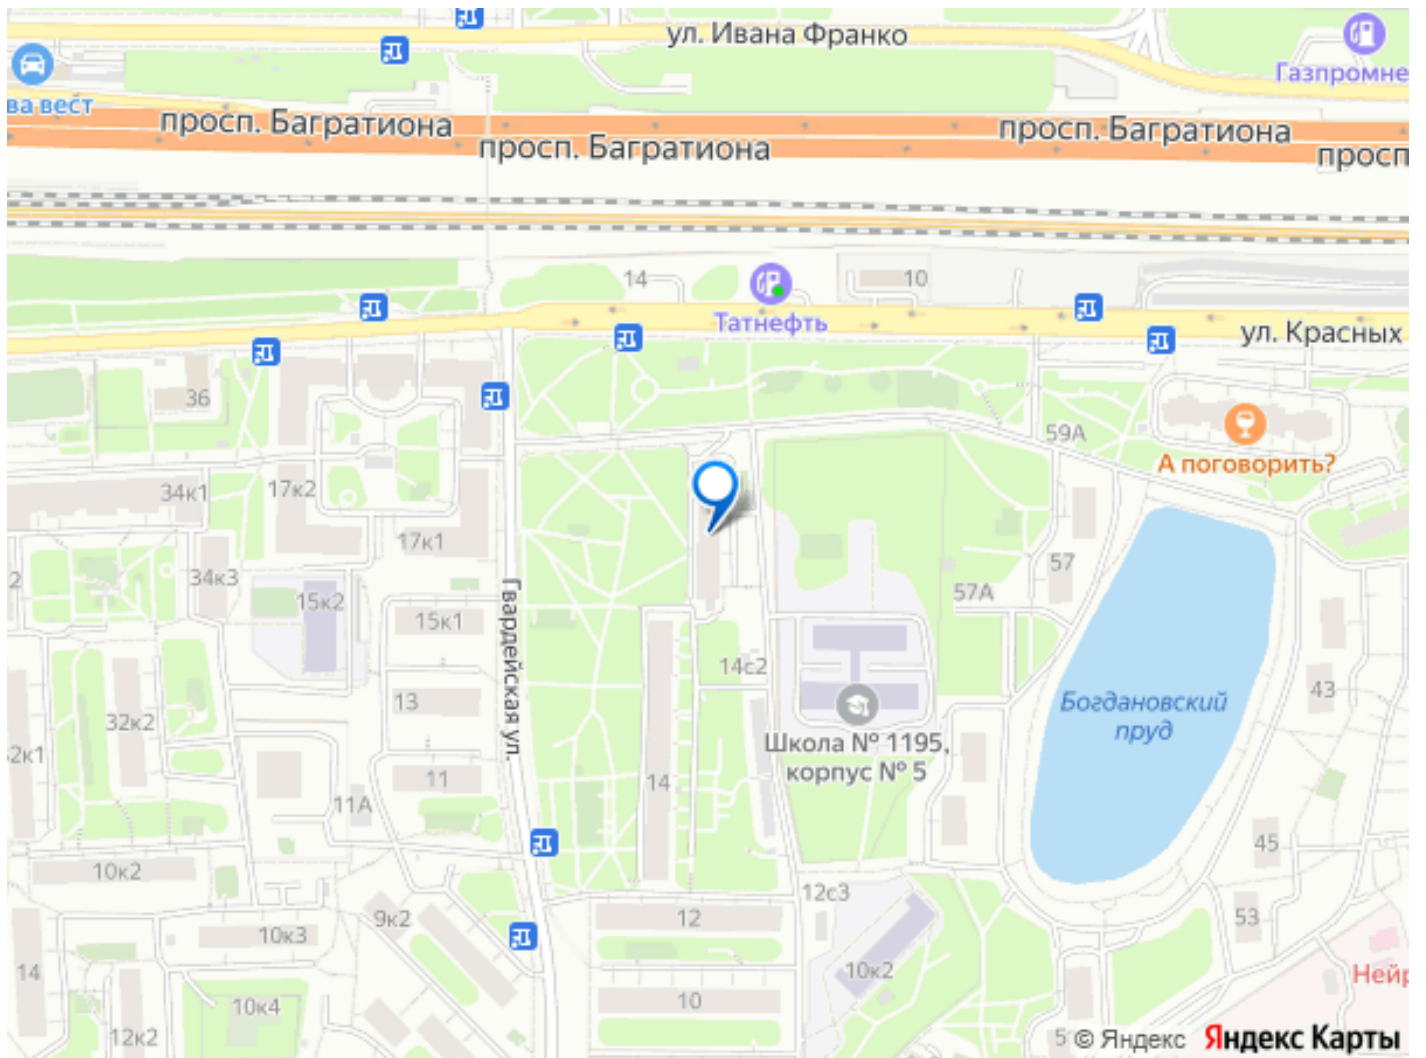 ул. Ивана Франко
Газпромне
ва вест
просп. Багратиона
просп. Багратиона
просп. Багратиона
просп
14
10
Татнефть
ул. Красных
36
59А
А поговорить?
34к1
17к2
17к1
57
2
34к3
57А
15к2
15к1
Гвардейская ул.
14с2
43
13
Богдановский
пруд
32к2
Школа № 1195,
корпус № 5
2к1
11
14
11А
45
10к2
12с3
9к2
12
53
10к3
14
10к2
Нейр
10к4
10
12к2
5
© Яндекс
Яндекс Карты